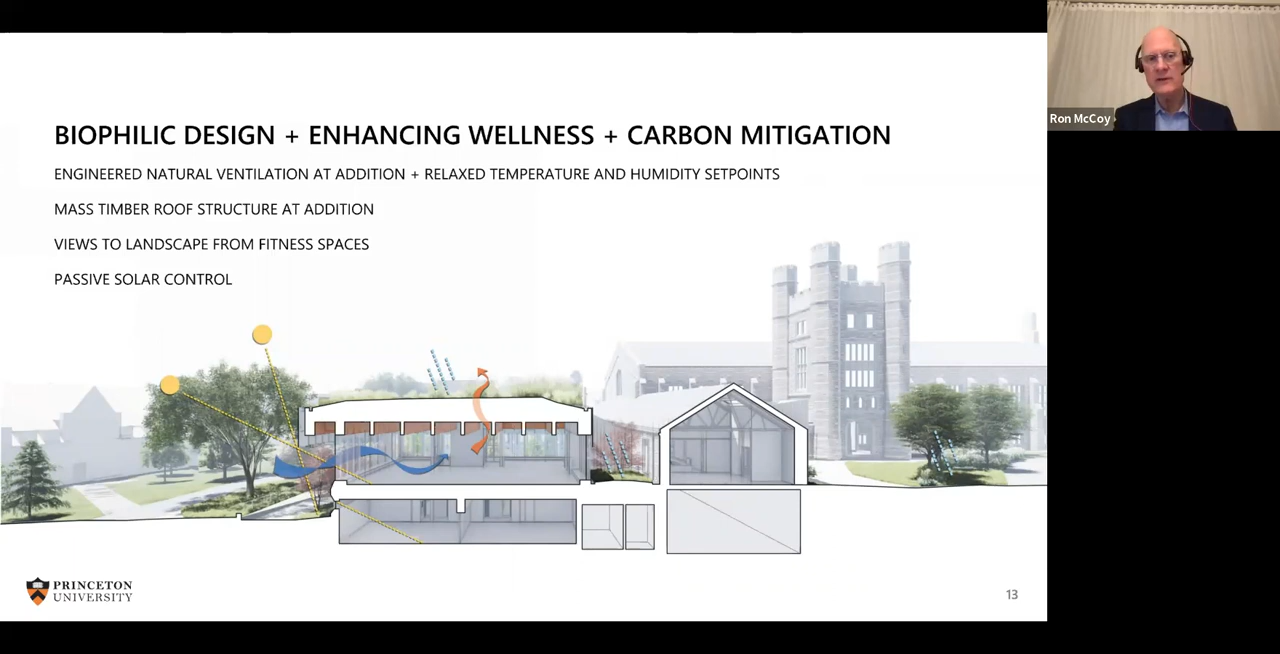 BIOPHILIC DESIGN + ENHANCING WELLNESS + CARBON MITIGATION
ENGINEERED NATURAL VENTILATION AT ADDITION + RELAXED TEMPERATURE AND HUMIDITY SETPOINTS
MASS TIMBER ROOF STRUCTURE AT ADDITION
VIEWS TO LANDSCAPE FROM FITNESS SPACES
PASSIVE SOLAR CONTROL
PRINCETON
UNIVERSITY
13
Ron McCoy